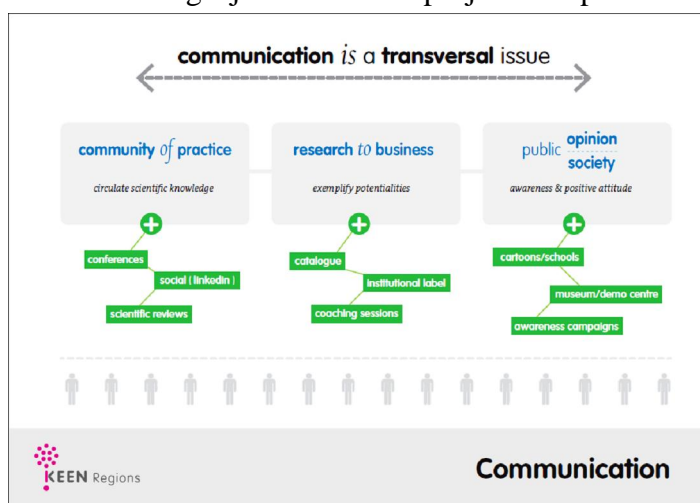 communication is a transversal issue
community of practice
circulate scientific knowledge
conferences
social ( linkedin )
scientific reviews
research to business
exemplify potentialities
catalogue
institutional label
coaching sessions
public opinion
society
awareness & positive attitude
cartoons/schools
museum/demo centre
awareness campaigns
KEEN Regions
Communication